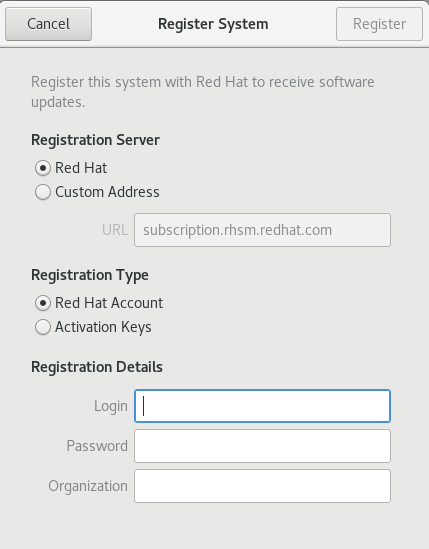 Cancel Register System Register
Register this system with Red Hat to receive software
updates.
Registration Server
Red Hat
Custom Address
URL subscription.rhsm.redhat.com
Registration Type
Red Hat Account
Activation Keys
Registration Details
Login
Password
Organization